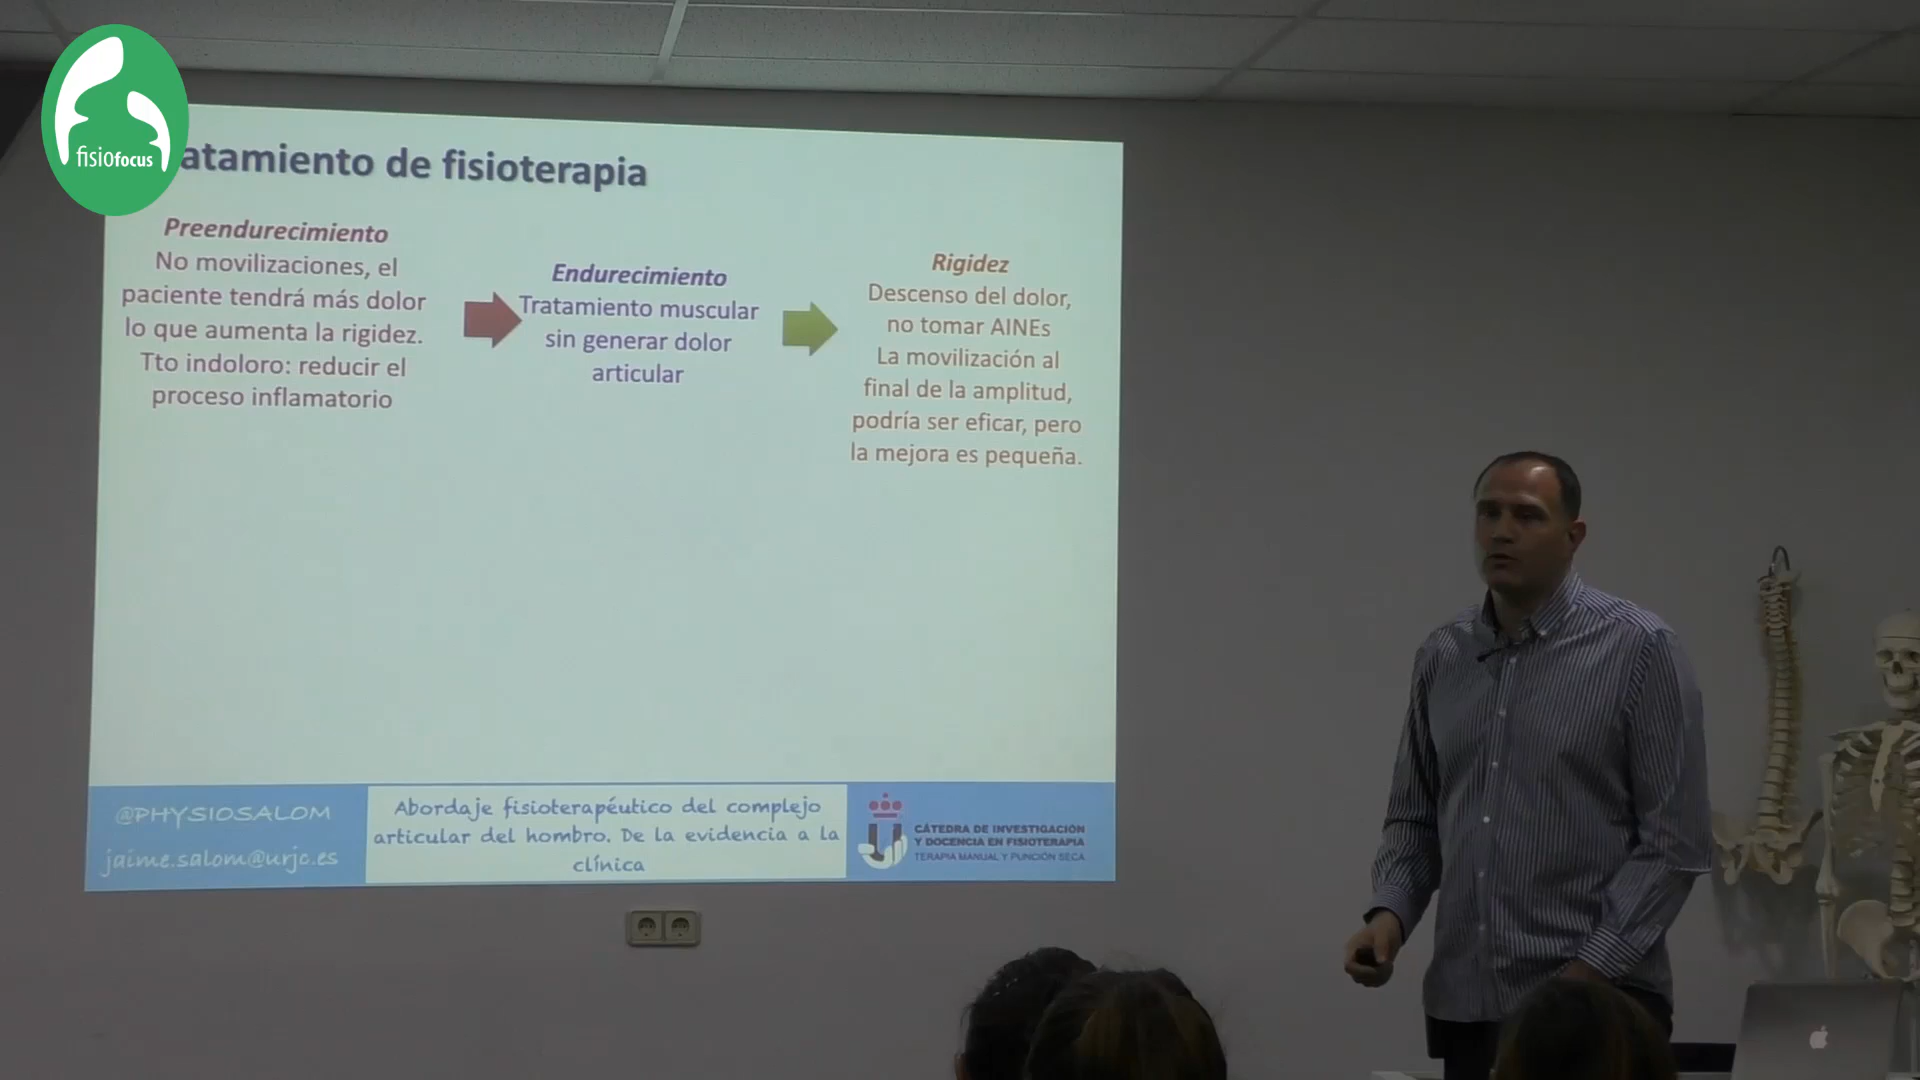 fisiofocus
atamiento de fisioterapia
Preendurecimiento
No movilizaciones, el
paciente tendrá más dolor
lo que aumenta la rigidez.
Tto indoloro: reducir el
proceso inflamatorio
Endurecimiento
Tratamiento muscular
sin generar dolor
articular
Rigidez
Descenso del dolor,
no tomar AINEs
La movilización al
final de la amplitud,
podría ser eficar, pero
la mejora es pequeña.
@PHYSIOSALOM
jaime.salom@urjc.es
Abordaje fisioterapéutico del complejo
articular del hombro. De la evidencia a la
clínica
CÁTEDRA DE INVESTIGACIÓN
Y DOCENCIA EN FISIOTERAPIA
TERAPIA MANUAL Y PUNCIÓN SECA